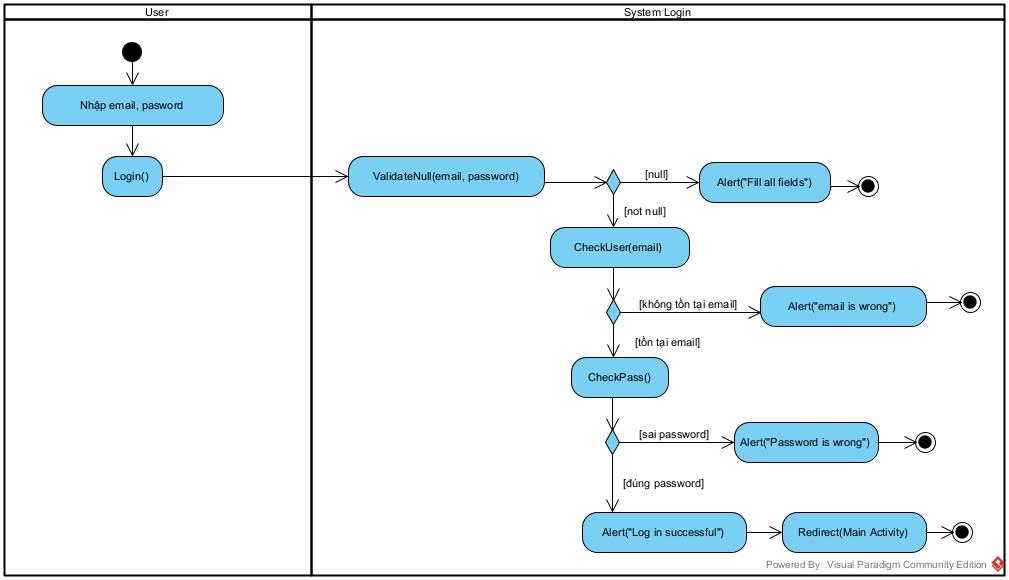 User
System Login
Nhập email, pasword
Login()
ValidateNull(email, password)
[null]
Alert("Fill all fields")
[not null]
CheckUser(email)
[không tồn tại email]
Alert("email is wrong")
[tồn tại email]
CheckPass()
[sai password]
Alert("Password is wrong")
[đúng password]
Alert("Log in successful")
Redirect(Main Activity)
Powered By: Visual Paradigm Community Edition